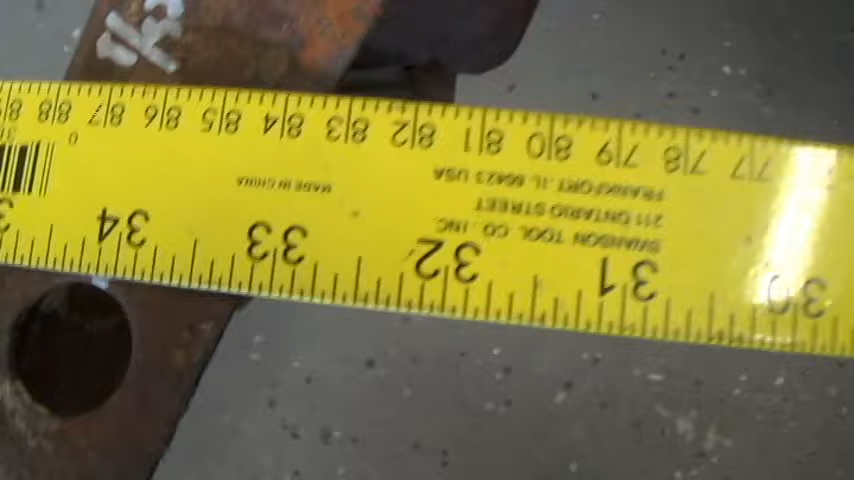 30 31 32 33 34
SWANSON TOOL CO., INC.
211 ONTARIO STREET
FRANKFORT, IL 60423 USA
MADE IN CHINA
0
77 78 79 80 81 82 83 84 85 86 87 88